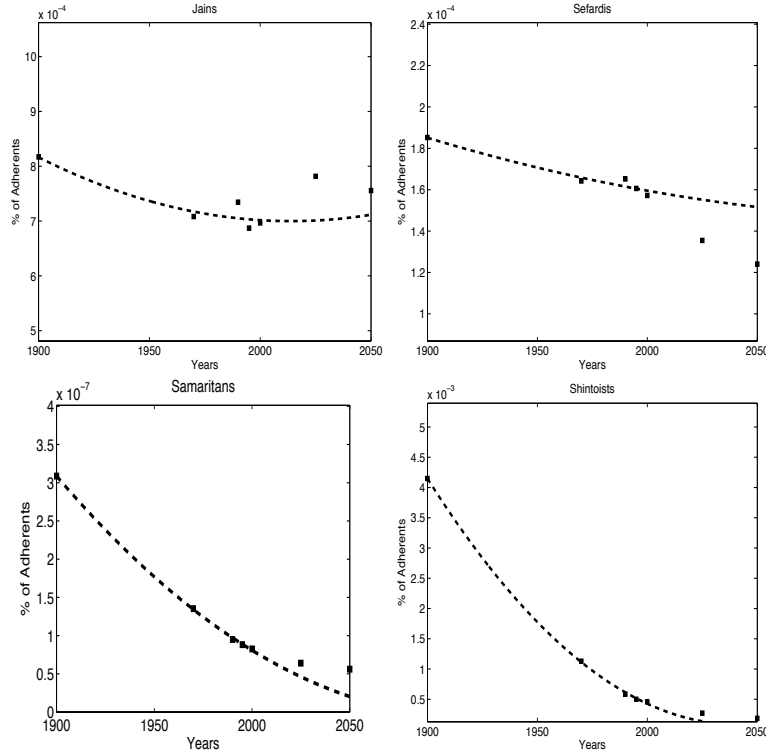 Jains
x 10⁻⁴
10
9
8
7
6
5
% of Adherents
1900 1950 2000 2050
Years
Sefardis
x 10⁻⁴
2.4
2.2
2
1.8
1.6
1.4
1.2
1
% of Adherents
1900 1950 2000 2050
Years
Samaritans
x 10⁻⁷
4
3.5
3
2.5
2
1.5
1
0.5
0
% of Adherents
1900 1950 2000 2050
Years
Shintoists
x 10⁻³
5
4.5
4
3.5
3
2.5
2
1.5
1
0.5
% of Adherents
1900 1950 2000 2050
Years